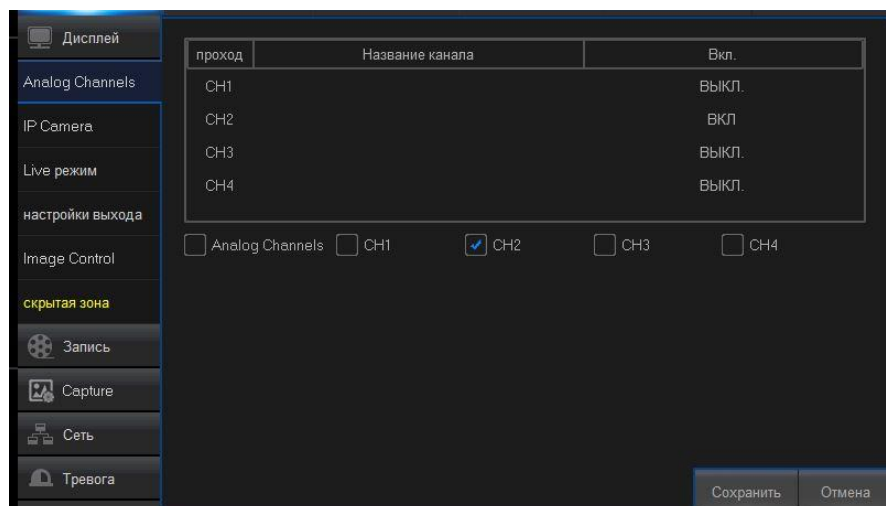 Дисплей
Analog Channels
IP Camera
Live режим
настройки выхода
Image Control
скрытая зона
Запись
Capture
Сеть
Тревога
проход Название канала Вкл.
CH1 ВЫКЛ.
CH2 ВКЛ
CH3 ВЫКЛ.
CH4 ВЫКЛ.
Analog Channels CH1 CH2 CH3 CH4
Сохранить Отмена